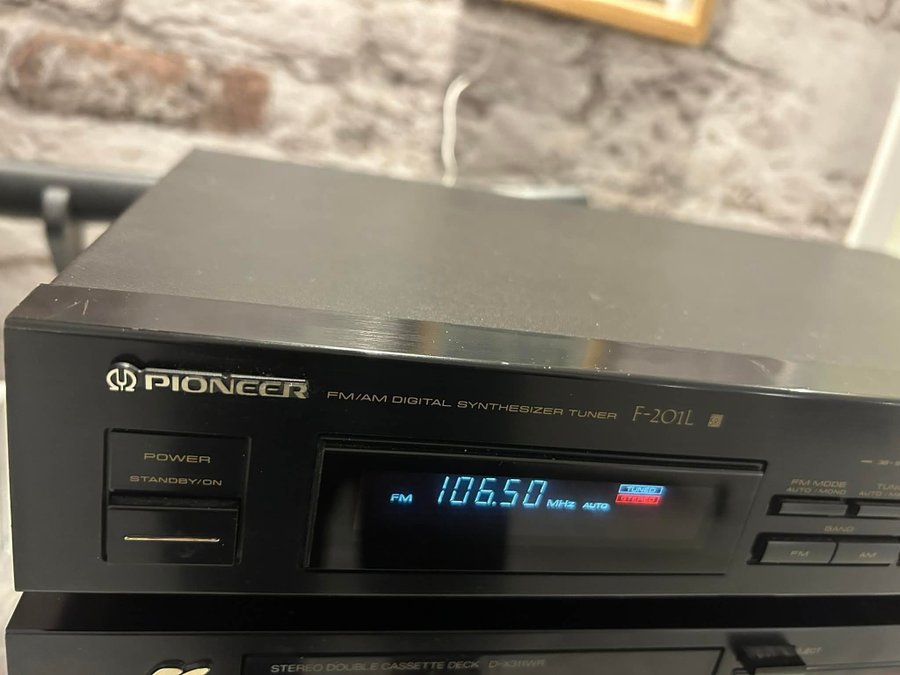 PIONEER FM/AM DIGITAL SYNTHESIZER TUNER F-201L
POWER
STANDBY/ON
FM 106.50 MHz AUTO
TUNED
STEREO
FM MODE
AUTO/MONO
BAND
FM AM
STEREO DOUBLE CASSETTE DECK D-X311WR